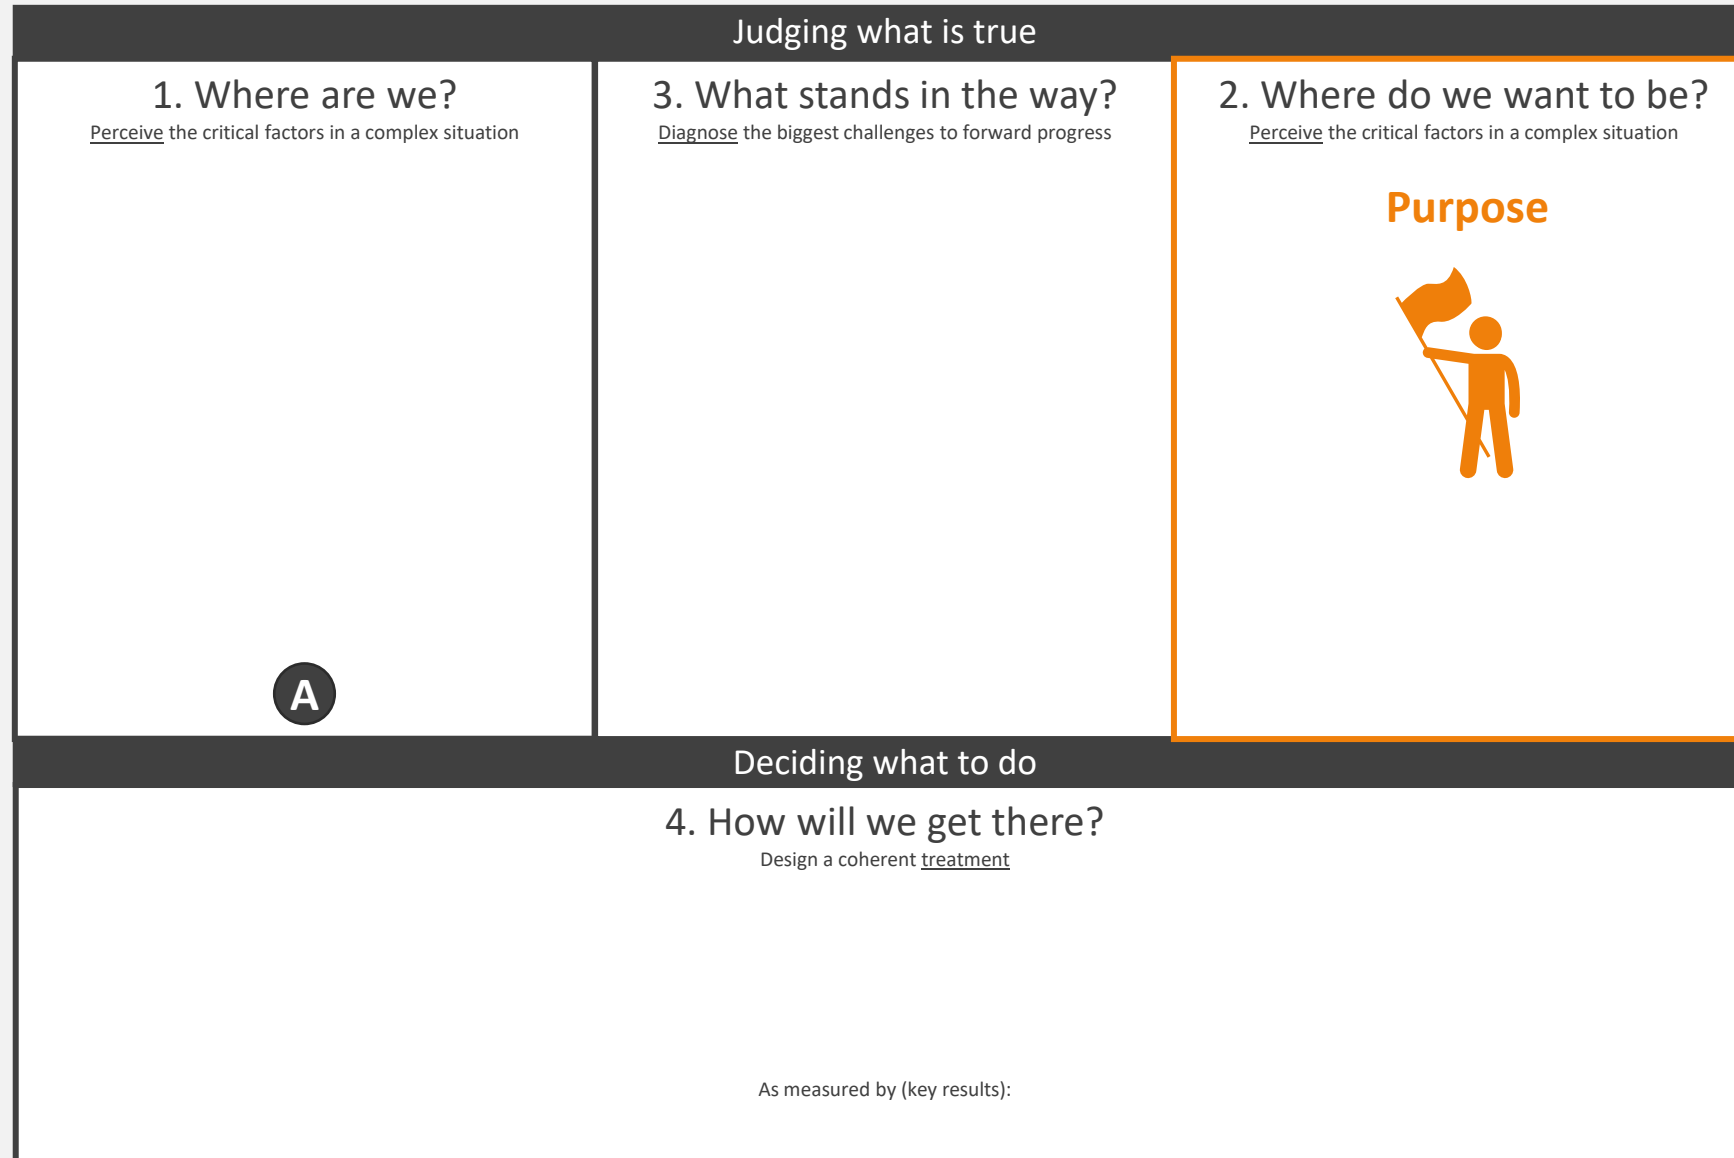 Judging what is true
1. Where are we?
Perceive the critical factors in a complex situation
A
3. What stands in the way?
Diagnose the biggest challenges to forward progress
2. Where do we want to be?
Perceive the critical factors in a complex situation
Purpose
Deciding what to do
4. How will we get there?
Design a coherent treatment
As measured by (key results):